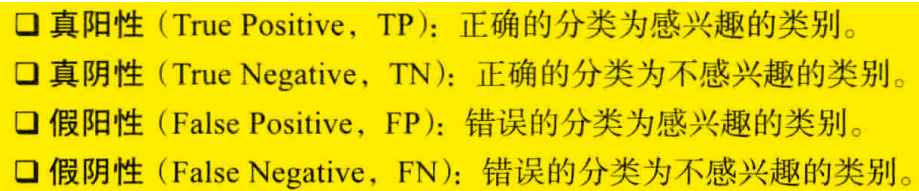 ❑ 真阳性（True Positive，TP）：正确的分类为感兴趣的类别。
❑ 真阴性（True Negative，TN）：正确的分类为不感兴趣的类别。
❑ 假阳性（False Positive，FP）：错误的分类为感兴趣的类别。
❑ 假阴性（False Negative，FN）：错误的分类为不感兴趣的类别。